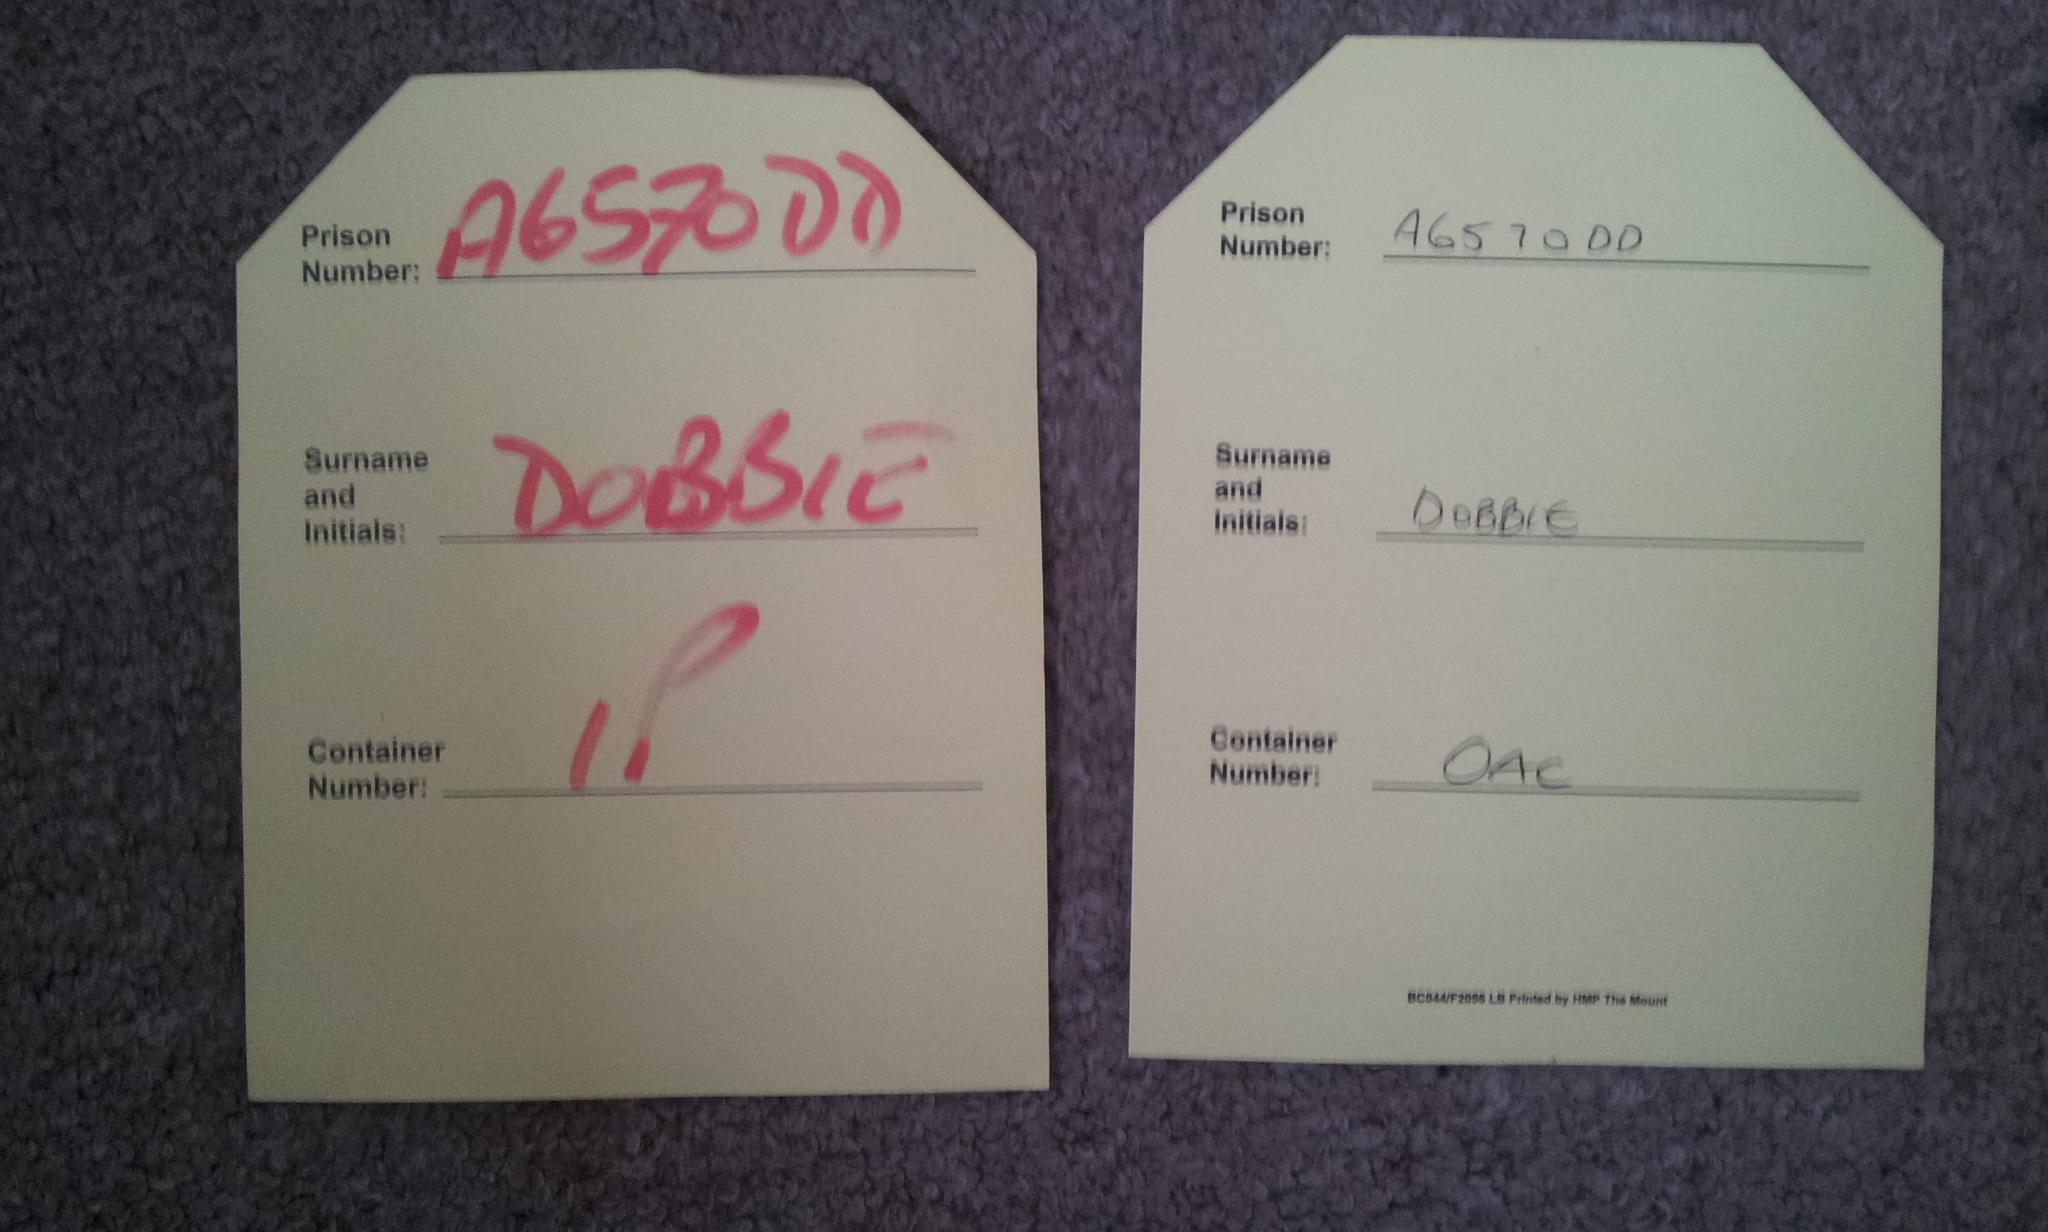 Prison
Number: A6570DD
Surname
and
Initials: DOBBIE
Container
Number: IP
Prison
Number: A6570DD
Surname
and
Initials: DOBBIE
Container
Number: OAC
BC044/F2056 LB Printed by HMP The Mount